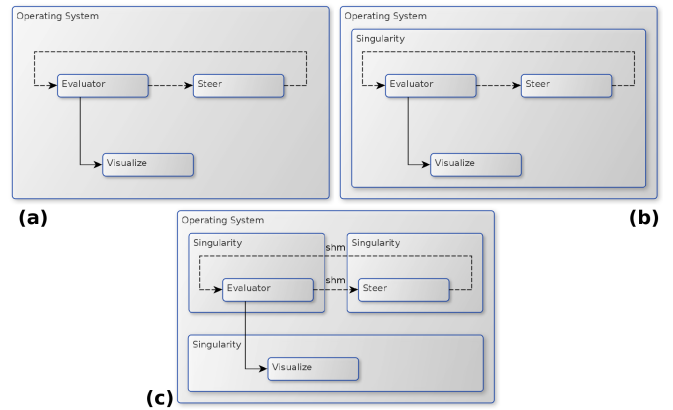 Operating System
Evaluator
Steer
Visualize
(a)
Operating System
Singularity
Evaluator
Steer
Visualize
(b)
Operating System
Singularity
shm
Singularity
Evaluator
shm
Steer
Singularity
Visualize
(c)